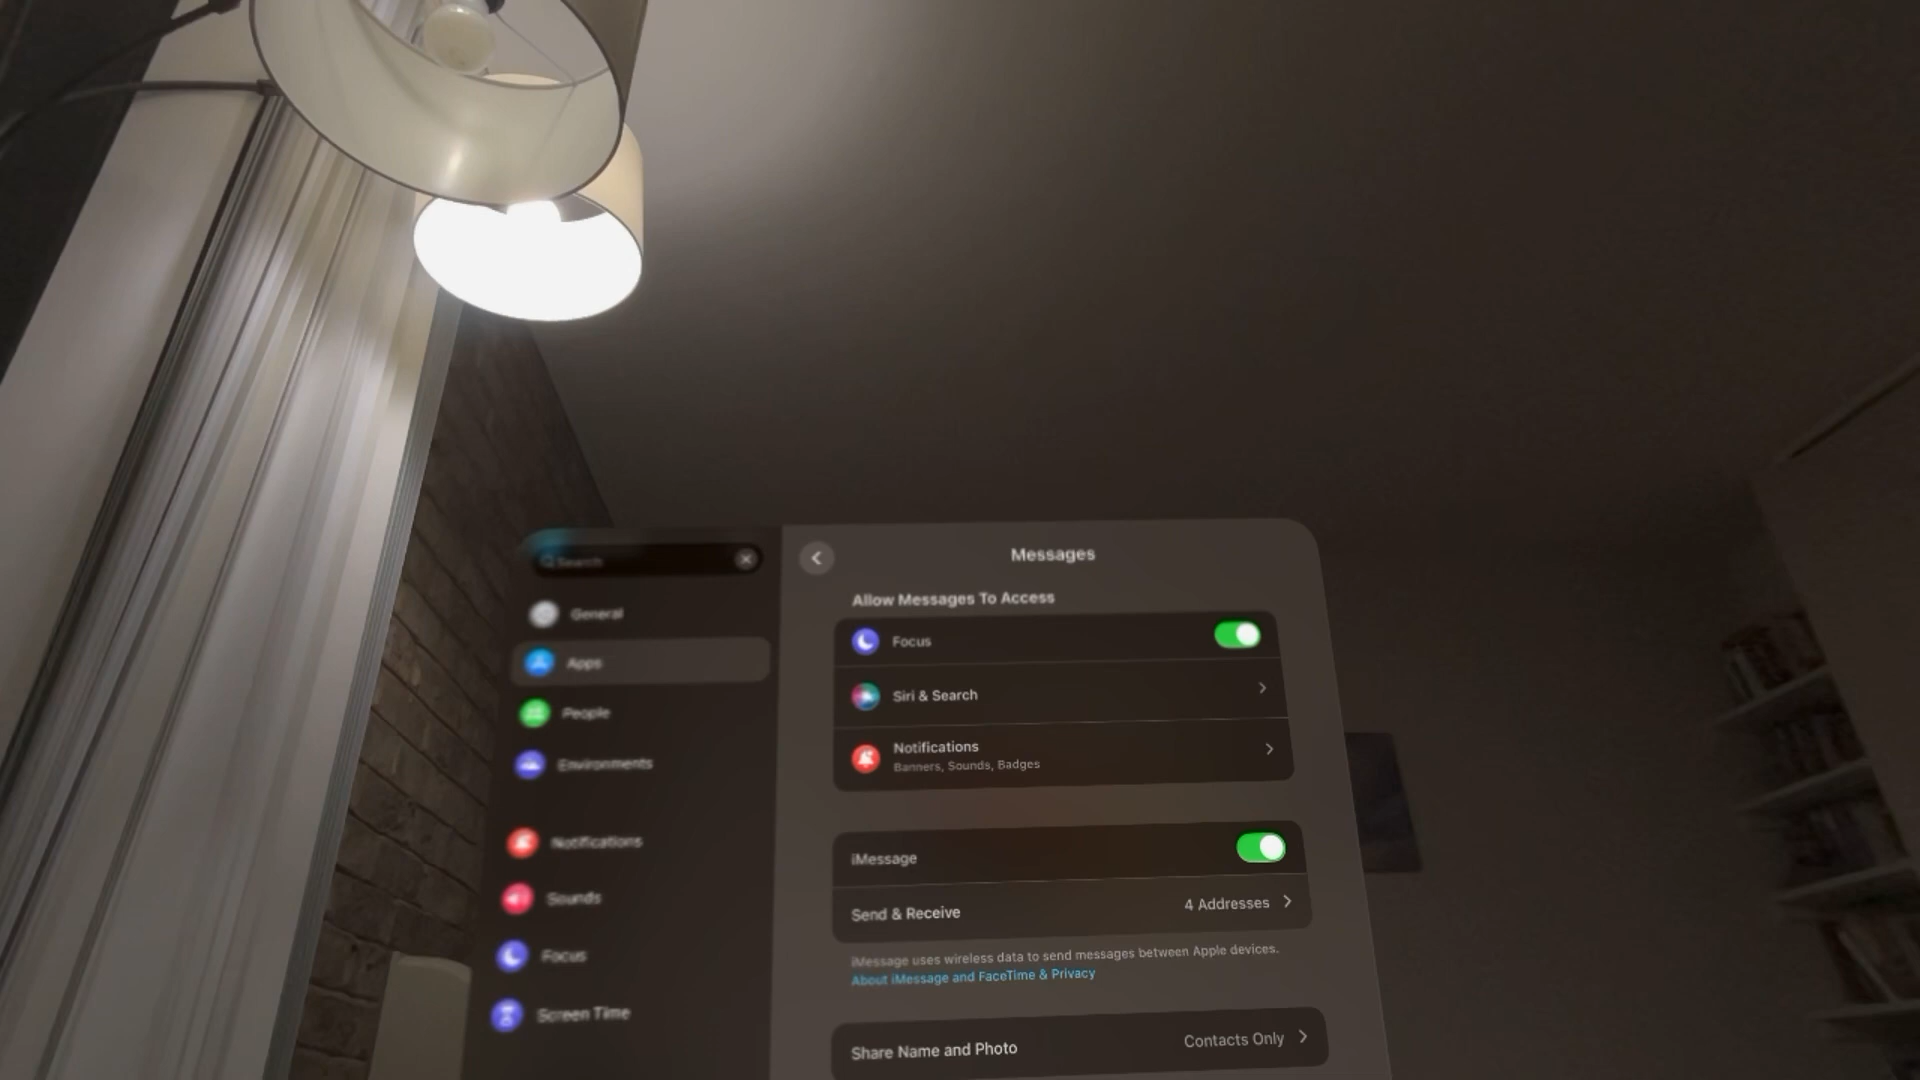 Search
General
Apps
People
Environments
Notifications
Sounds
Focus
Screen Time
Messages
Allow Messages To Access
Focus
Siri & Search
Notifications
Banners, Sounds, Badges
iMessage
Send & Receive
4 Addresses
iMessage uses wireless data to send messages between Apple devices.
About iMessage and FaceTime & Privacy
Share Name and Photo
Contacts Only